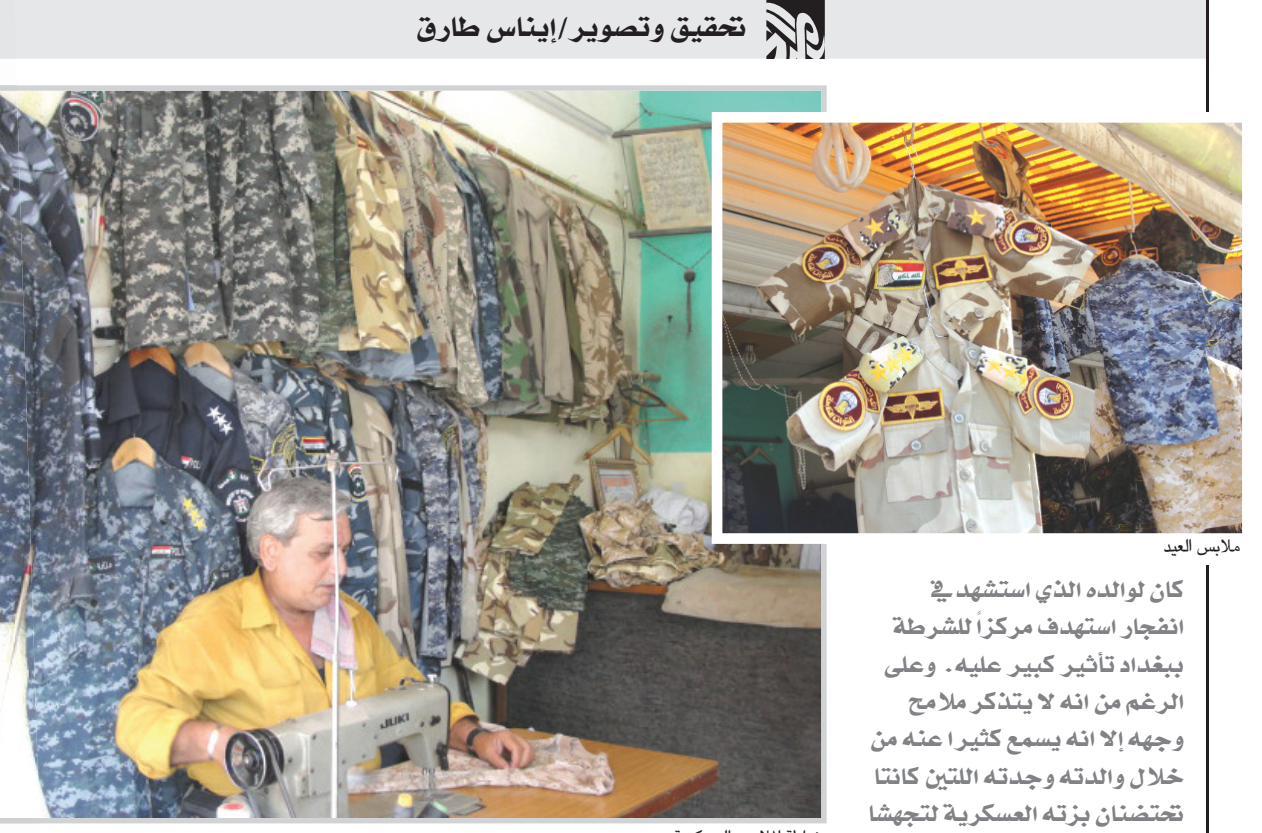 تحقيق وتصوير/إيناس طارق
ملابس العيد
كان لوالده الذي استشهد في
انفجار استهدف مركزاً للشرطة
ببغداد تأثير كبير عليه. وعلى
الرغم من انه لا يتذكر ملامح
وجهه إلا انه يسمع كثيرا عنه من
خلال والدته وجدته اللتين كانتا
تحتضنان بزته العسكرية لتجهشا
JUKI